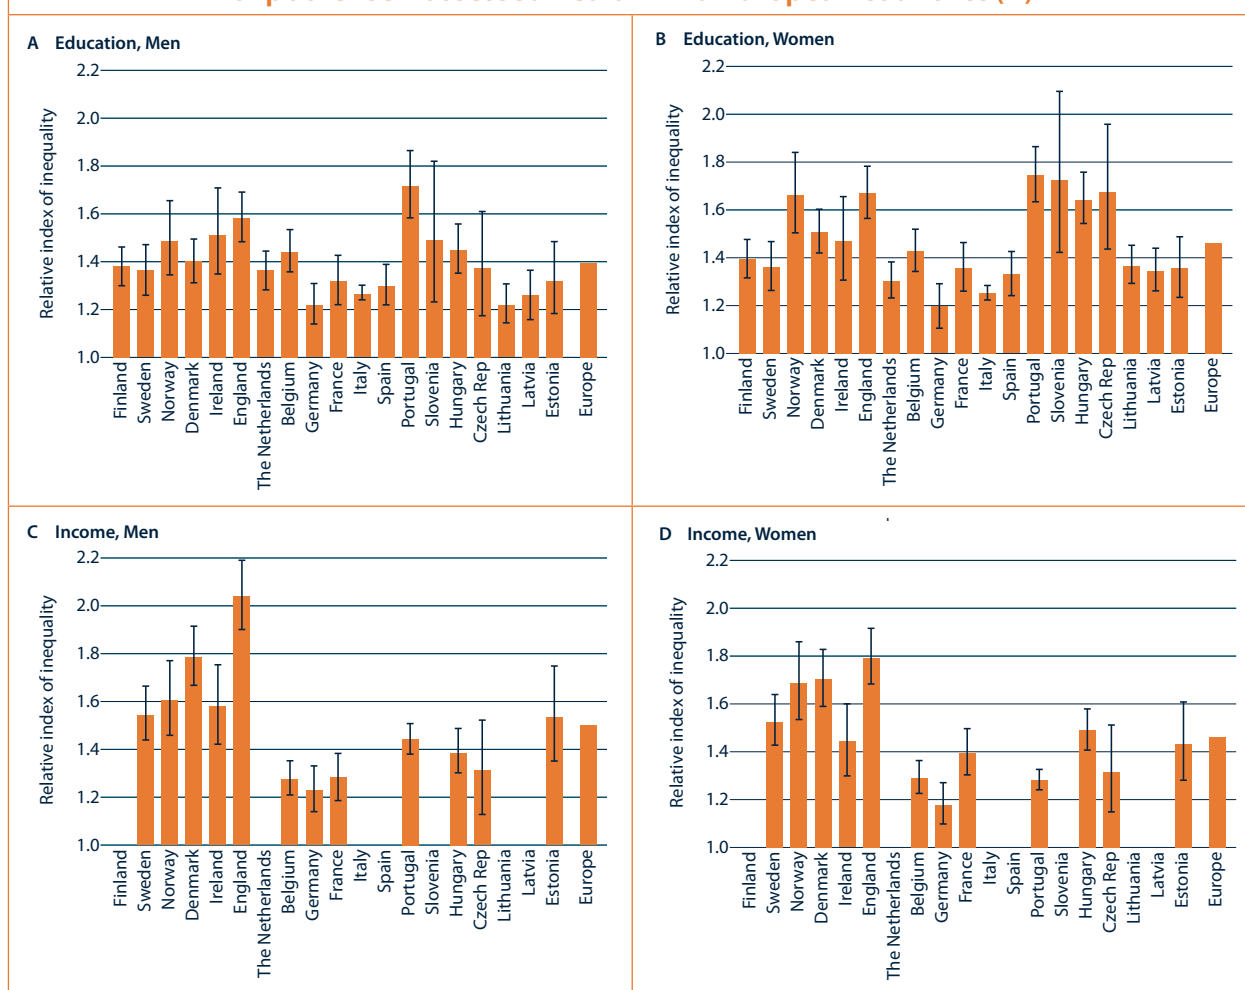 A Education, Men
Relative index of inequality
2.2
2.0
1.8
1.6
1.4
1.2
1.0
Finland
Sweden
Norway
Denmark
Ireland
England
The Netherlands
Belgium
Germany
France
Italy
Spain
Portugal
Slovenia
Hungary
Czech Rep
Lithuania
Latvia
Estonia
Europe
B Education, Women
Relative index of inequality
2.2
2.0
1.8
1.6
1.4
1.2
1.0
Finland
Sweden
Norway
Denmark
Ireland
England
The Netherlands
Belgium
Germany
France
Italy
Spain
Portugal
Slovenia
Hungary
Czech Rep
Lithuania
Latvia
Estonia
Europe
C Income, Men
Relative index of inequality
2.2
2.0
1.8
1.6
1.4
1.2
1.0
Finland
Sweden
Norway
Denmark
Ireland
England
The Netherlands
Belgium
Germany
France
Italy
Spain
Portugal
Slovenia
Hungary
Czech Rep
Lithuania
Latvia
Estonia
Europe
D Income, Women
Relative index of inequality
2.2
2.0
1.8
1.6
1.4
1.2
1.0
Finland
Sweden
Norway
Denmark
Ireland
England
The Netherlands
Belgium
Germany
France
Italy
Spain
Portugal
Slovenia
Hungary
Czech Rep
Lithuania
Latvia
Estonia
Europe